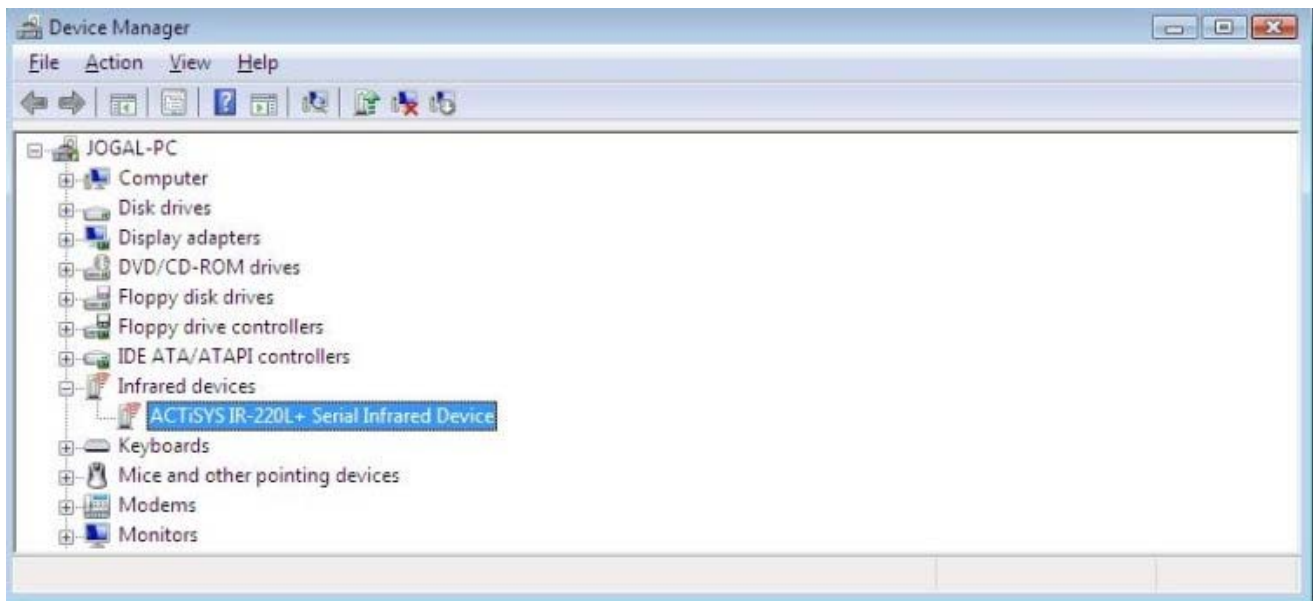 Device Manager
File Action View Help
JOGAL-PC
Computer
Disk drives
Display adapters
DVD/CD-ROM drives
Floppy disk drives
Floppy drive controllers
IDE ATA/ATAPI controllers
Infrared devices
ACTiSYS IR-220L+ Serial Infrared Device
Keyboards
Mice and other pointing devices
Modems
Monitors